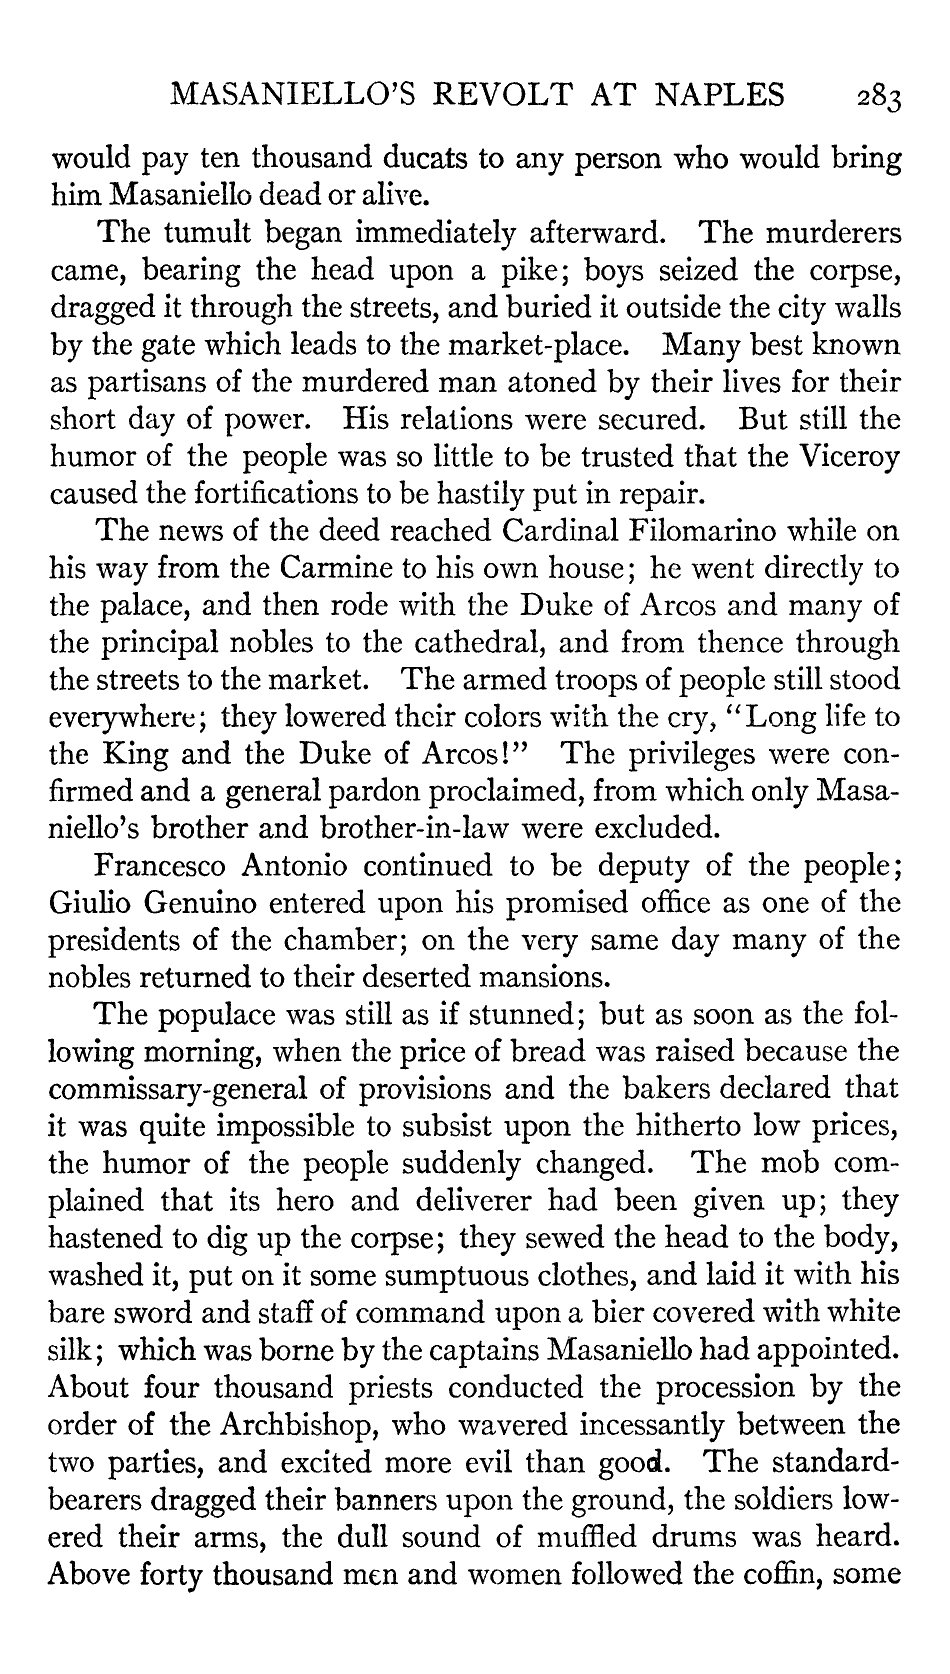 MASANIELLO'S REVOLT AT NAPLES 283
would pay ten thousand ducats to any person who would bring
him Masaniello dead or alive.
The tumult began immediately afterward. The murderers
came, bearing the head upon a pike; boys seized the corpse,
dragged it through the streets, and buried it outside the city walls
by the gate which leads to the market-place. Many best known
as partisans of the murdered man atoned by their lives for their
short day of power. His relations were secured. But still the
humor of the people was so little to be trusted that the Viceroy
caused the fortifications to be hastily put in repair.
The news of the deed reached Cardinal Filomarino while on
his way from the Carmine to his own house; he went directly to
the palace, and then rode with the Duke of Arcos and many of
the principal nobles to the cathedral, and from thence through
the streets to the market. The armed troops of people still stood
everywhere; they lowered their colors with the cry, "Long life to
the King and the Duke of Arcos!" The privileges were con-
firmed and a general pardon proclaimed, from which only Masa-
niello's brother and brother-in-law were excluded.
Francesco Antonio continued to be deputy of the people;
Giulio Genuino entered upon his promised office as one of the
presidents of the chamber; on the very same day many of the
nobles returned to their deserted mansions.
The populace was still as if stunned; but as soon as the fol-
lowing morning, when the price of bread was raised because the
commissary-general of provisions and the bakers declared that
it was quite impossible to subsist upon the hitherto low prices,
the humor of the people suddenly changed. The mob com-
plained that its hero and deliverer had been given up; they
hastened to dig up the corpse; they sewed the head to the body,
washed it, put on it some sumptuous clothes, and laid it with his
bare sword and staff of command upon a bier covered with white
silk; which was borne by the captains Masaniello had appointed.
About four thousand priests conducted the procession by the
order of the Archbishop, who wavered incessantly between the
two parties, and excited more evil than good. The standard-
bearers dragged their banners upon the ground, the soldiers low-
ered their arms, the dull sound of muffled drums was heard.
Above forty thousand men and women followed the coffin, some